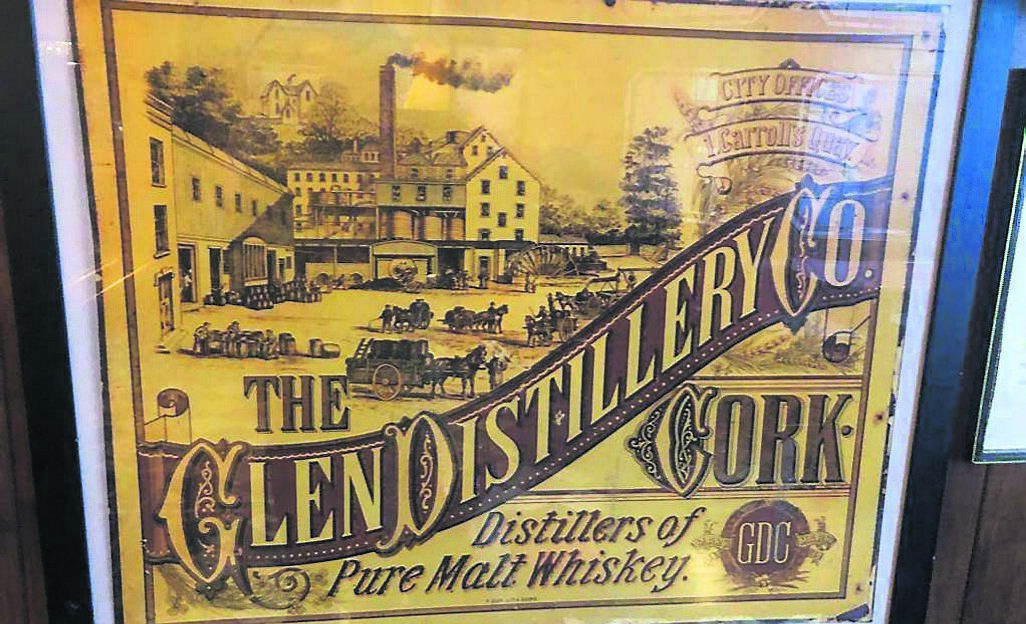 CITY OFFICES
1, Carroll's Quay.
THE
GLEN DISTILLERY CO.
CORK.
Distillers of
Pure Malt Whiskey.
GDC